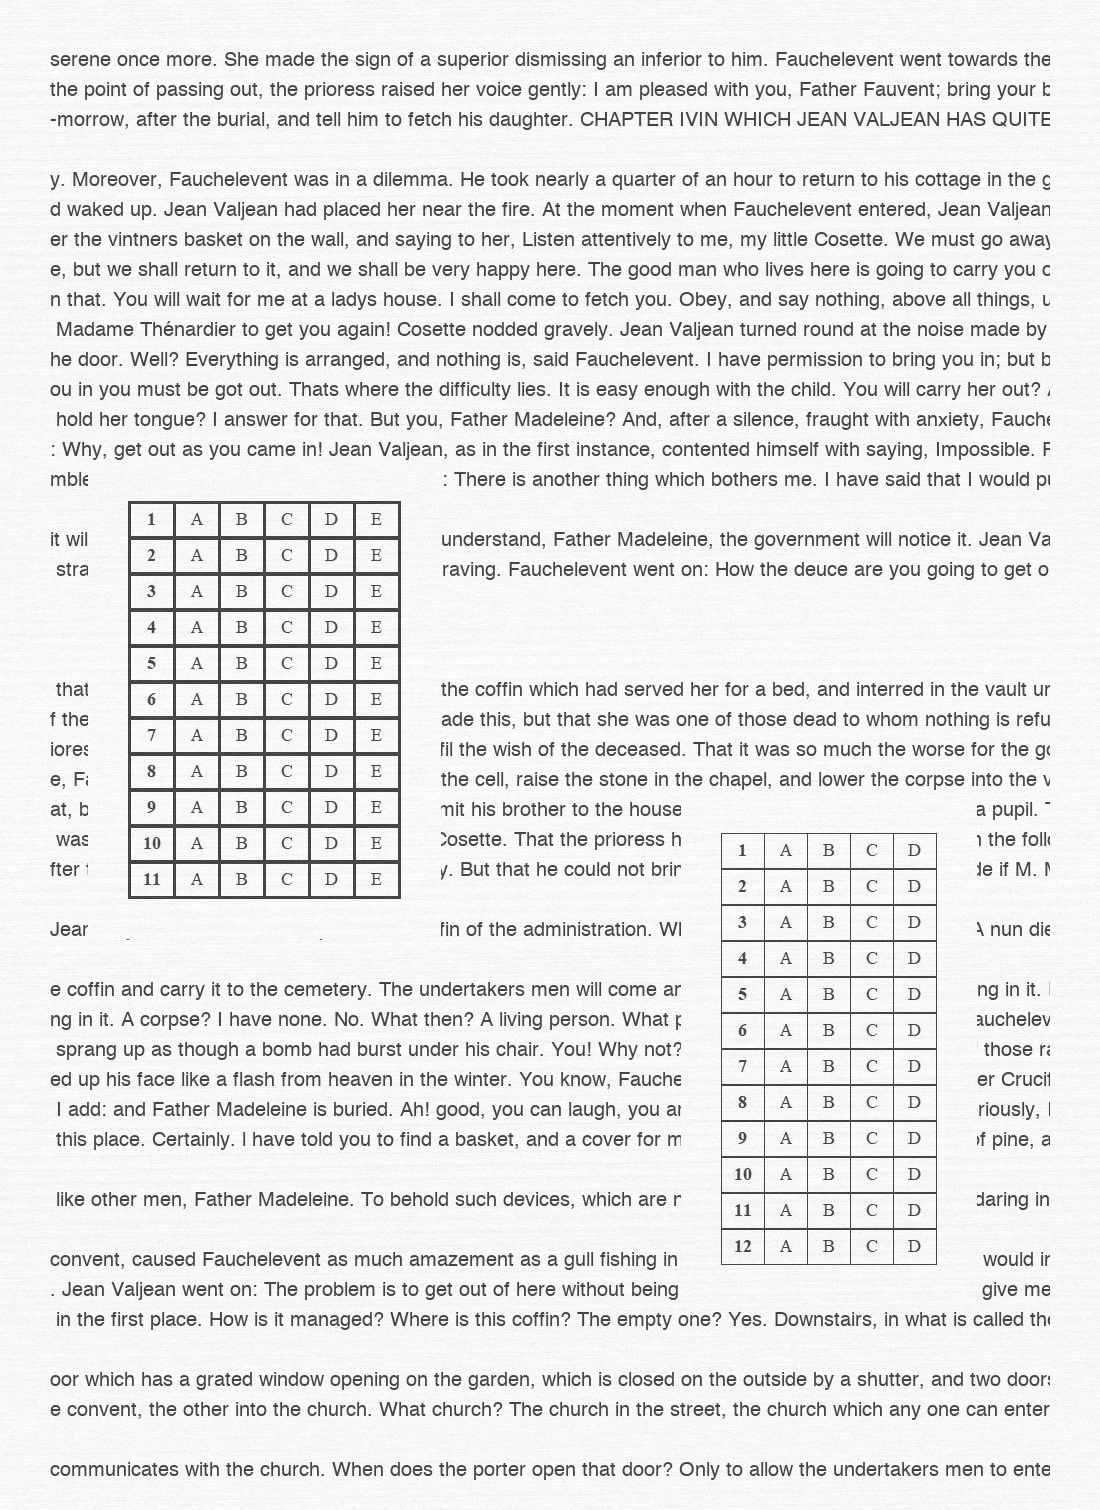 serene once more. She made the sign of a superior dismissing an inferior to him. Fauchelevent went towards the
the point of passing out, the prioress raised her voice gently: I am pleased with you, Father Fauvent; bring your b
-morrow, after the burial, and tell him to fetch his daughter. CHAPTER IVIN WHICH JEAN VALJEAN HAS QUITE
y. Moreover, Fauchelevent was in a dilemma. He took nearly a quarter of an hour to return to his cottage in the g
d waked up. Jean Valjean had placed her near the fire. At the moment when Fauchelevent entered, Jean Valjean
er the vintners basket on the wall, and saying to her, Listen attentively to me, my little Cosette. We must go away
e, but we shall return to it, and we shall be very happy here. The good man who lives here is going to carry you o
n that. You will wait for me at a ladys house. I shall come to fetch you. Obey, and say nothing, above all things, u
Madame Thénardier to get you again! Cosette nodded gravely. Jean Valjean turned round at the noise made by
he door. Well? Everything is arranged, and nothing is, said Fauchelevent. I have permission to bring you in; but b
ou in you must be got out. Thats where the difficulty lies. It is easy enough with the child. You will carry her out?
hold her tongue? I answer for that. But you, Father Madeleine? And, after a silence, fraught with anxiety, Fauche
: Why, get out as you came in! Jean Valjean, as in the first instance, contented himself with saying, Impossible. F
mble : There is another thing which bothers me. I have said that I would pu
it wil understand, Father Madeleine, the government will notice it. Jean Va
stra raving. Fauchelevent went on: How the deuce are you going to get o
that the coffin which had served her for a bed, and interred in the vault un
f the ade this, but that she was one of those dead to whom nothing is refu
iores fil the wish of the deceased. That it was so much the worse for the go
e, Fa the cell, raise the stone in the chapel, and lower the corpse into the v
at, b mit his brother to the house a pupil. T
was Cosette. That the prioress h n the follo
fter t y. But that he could not brin de if M. M
Jean fin of the administration. Wh A nun die
e coffin and carry it to the cemetery. The undertakers men will come an ng in it.
ng in it. A corpse? I have none. No. What then? A living person. What p auchelev
sprang up as though a bomb had burst under his chair. You! Why not? those ra
ed up his face like a flash from heaven in the winter. You know, Fauche er Crucif
I add: and Father Madeleine is buried. Ah! good, you can laugh, you ar riously,
this place. Certainly. I have told you to find a basket, and a cover for m of pine, a
like other men, Father Madeleine. To behold such devices, which are n daring in
convent, caused Fauchelevent as much amazement as a gull fishing in would in
. Jean Valjean went on: The problem is to get out of here without being give me
in the first place. How is it managed? Where is this coffin? The empty one? Yes. Downstairs, in what is called the
oor which has a grated window opening on the garden, which is closed on the outside by a shutter, and two doors
e convent, the other into the church. What church? The church in the street, the church which any one can enter
communicates with the church. When does the porter open that door? Only to allow the undertakers men to ente
1 A B C D E
2 A B C D E
3 A B C D E
4 A B C D E
5 A B C D E
6 A B C D E
7 A B C D E
8 A B C D E
9 A B C D E
10 A B C D E
11 A B C D E
1 A B C D
2 A B C D
3 A B C D
4 A B C D
5 A B C D
6 A B C D
7 A B C D
8 A B C D
9 A B C D
10 A B C D
11 A B C D
12 A B C D